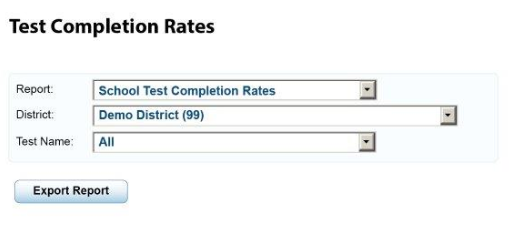 Test Completion Rates
Report: School Test Completion Rates
District: Demo District (99)
Test Name: All
Export Report